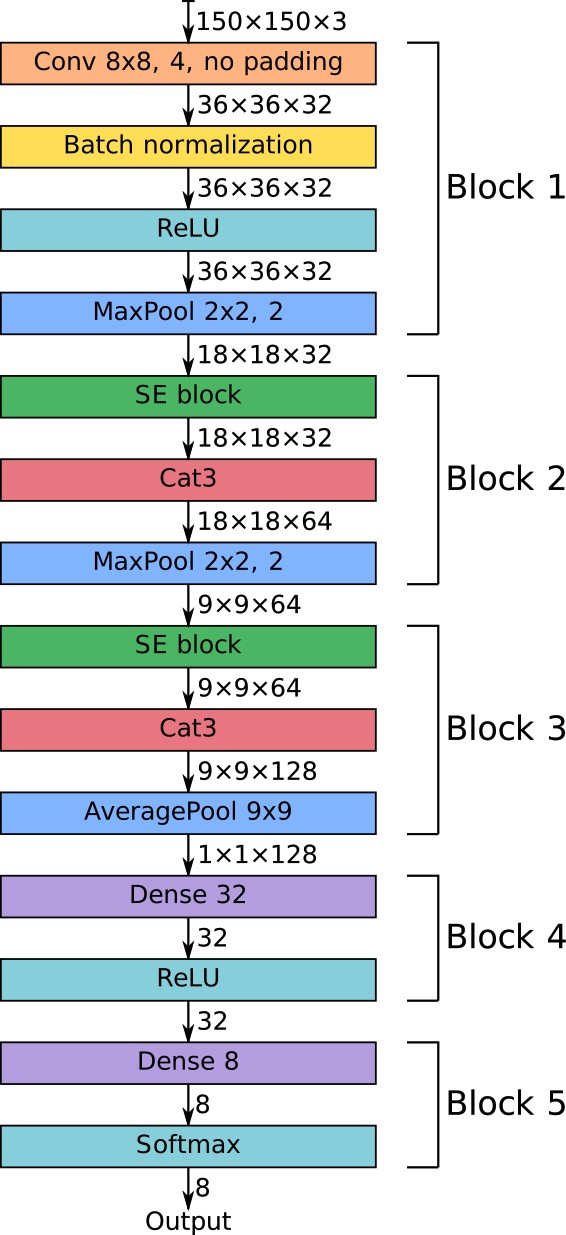 150×150×3
Conv 8x8, 4, no padding
36×36×32
Batch normalization
36×36×32
Block 1
ReLU
36×36×32
MaxPool 2x2, 2
18×18×32
SE block
18×18×32
Cat3
Block 2
18×18×64
MaxPool 2x2, 2
9×9×64
SE block
9×9×64
Cat3
Block 3
9×9×128
AveragePool 9x9
1×1×128
Dense 32
32
Block 4
ReLU
32
Dense 8
8
Block 5
Softmax
8
Output